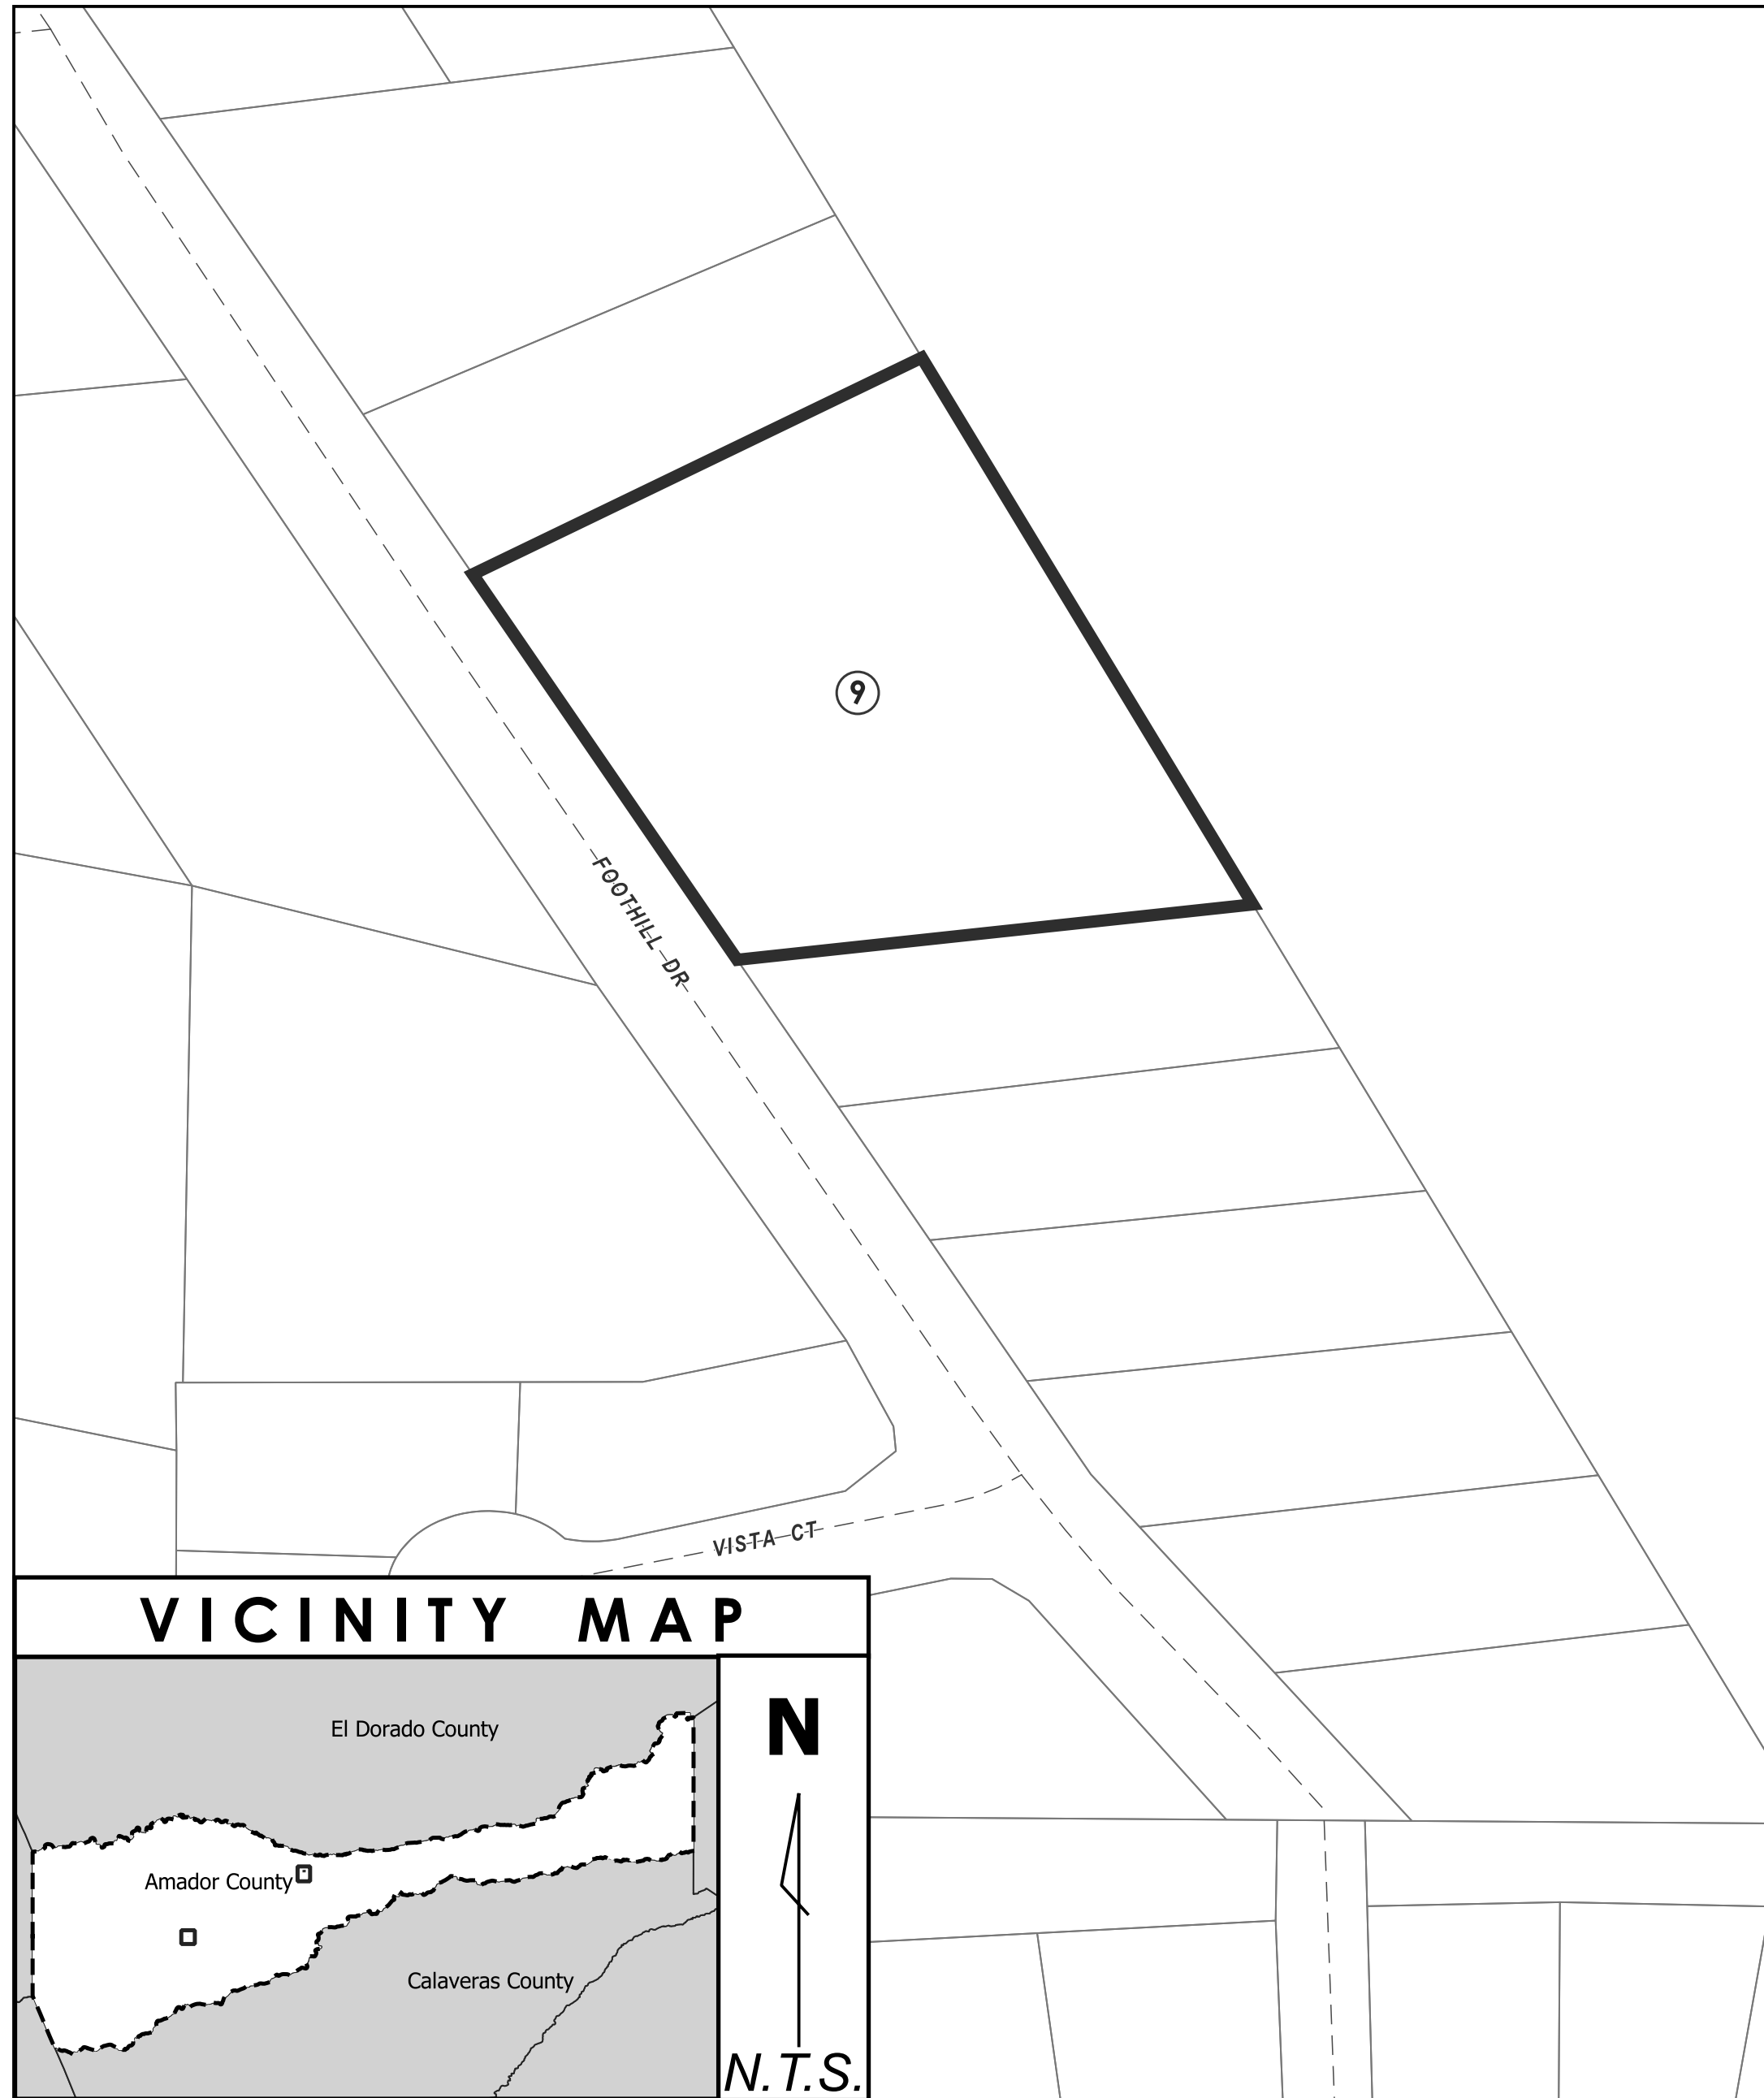 9
FOOTHILL DR
VISTA CT
VICINITY MAP
N
El Dorado County
Amador County
Calaveras County
N.T.S.